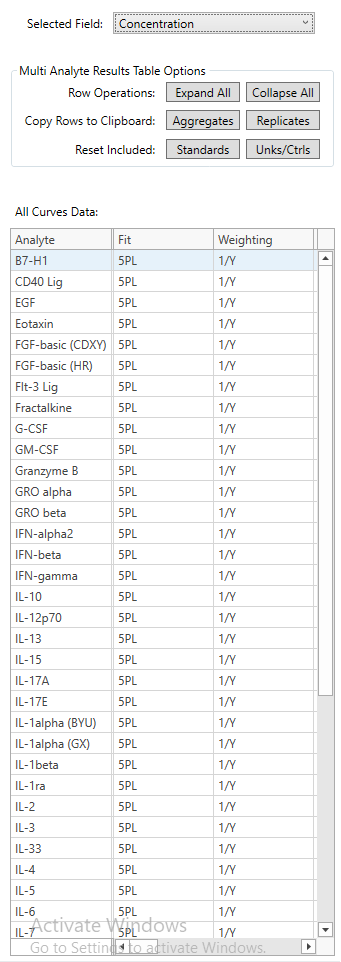 Selected Field: Concentration
Multi Analyte Results Table Options
Row Operations: Expand All Collapse All
Copy Rows to Clipboard: Aggregates Replicates
Reset Included: Standards Unks/Ctrls
All Curves Data:
Analyte Fit Weighting
B7-H1 5PL 1/Y
CD40 Lig 5PL 1/Y
EGF 5PL 1/Y
Eotaxin 5PL 1/Y
FGF-basic (CDXY) 5PL 1/Y
FGF-basic (HR) 5PL 1/Y
Flt-3 Lig 5PL 1/Y
Fractalkine 5PL 1/Y
G-CSF 5PL 1/Y
GM-CSF 5PL 1/Y
Granzyme B 5PL 1/Y
GRO alpha 5PL 1/Y
GRO beta 5PL 1/Y
IFN-alpha2 5PL 1/Y
IFN-beta 5PL 1/Y
IFN-gamma 5PL 1/Y
IL-10 5PL 1/Y
IL-12p70 5PL 1/Y
IL-13 5PL 1/Y
IL-15 5PL 1/Y
IL-17A 5PL 1/Y
IL-17E 5PL 1/Y
IL-1alpha (BYU) 5PL 1/Y
IL-1alpha (GX) 5PL 1/Y
IL-1beta 5PL 1/Y
IL-1ra 5PL 1/Y
IL-2 5PL 1/Y
IL-3 5PL 1/Y
IL-33 5PL 1/Y
IL-4 5PL 1/Y
IL-5 5PL 1/Y
IL-6 5PL 1/Y
Activate Windows
IL-7 5PL 1/Y
Go to Settings to activate Windows.